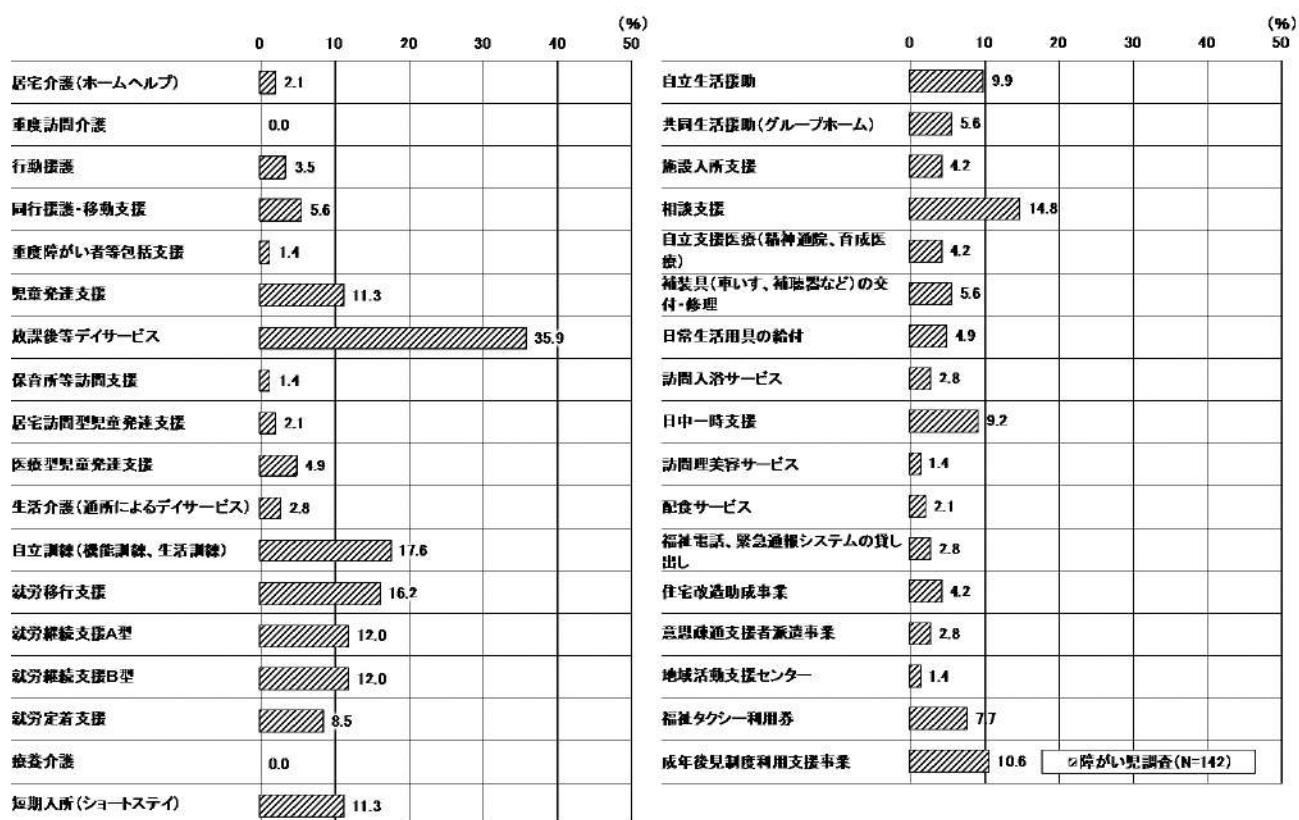 (%)
0 10 20 30 40 50
居宅介護(ホームヘルプ) 2.1
重度訪問介護 0.0
行動援護 3.5
同行援護・移動支援 5.6
重度障がい者等包括支援 1.4
児童発達支援 11.3
放課後等デイサービス 35.9
保育所等訪問支援 1.4
居宅訪問型児童発達支援 2.1
医療型児童発達支援 4.9
生活介護(通所によるデイサービス) 2.8
自立訓練(機能訓練、生活訓練) 17.6
就労移行支援 16.2
就労継続支援A型 12.0
就労継続支援B型 12.0
就労定着支援 8.5
療養介護 0.0
短期入所(ショートステイ) 11.3
(%)
0 10 20 30 40 50
自立生活援助 9.9
共同生活援助(グループホーム) 5.6
施設入所支援 4.2
相談支援 14.8
自立支援医療(精神通院、育成医
療) 4.2
補装具(車いす、補聴器など)の交
付・修理 5.6
日常生活用具の給付 4.9
訪問入浴サービス 2.8
日中一時支援 9.2
訪問理美容サービス 1.4
配食サービス 2.1
福祉電話、緊急通報システムの貸し
出し 2.8
住宅改造助成事業 4.2
意思疎通支援者派遣事業 2.8
地域活動支援センター 1.4
福祉タクシー利用券 7.7
成年後見制度利用支援事業 10.6
障がい児調査(N=142)